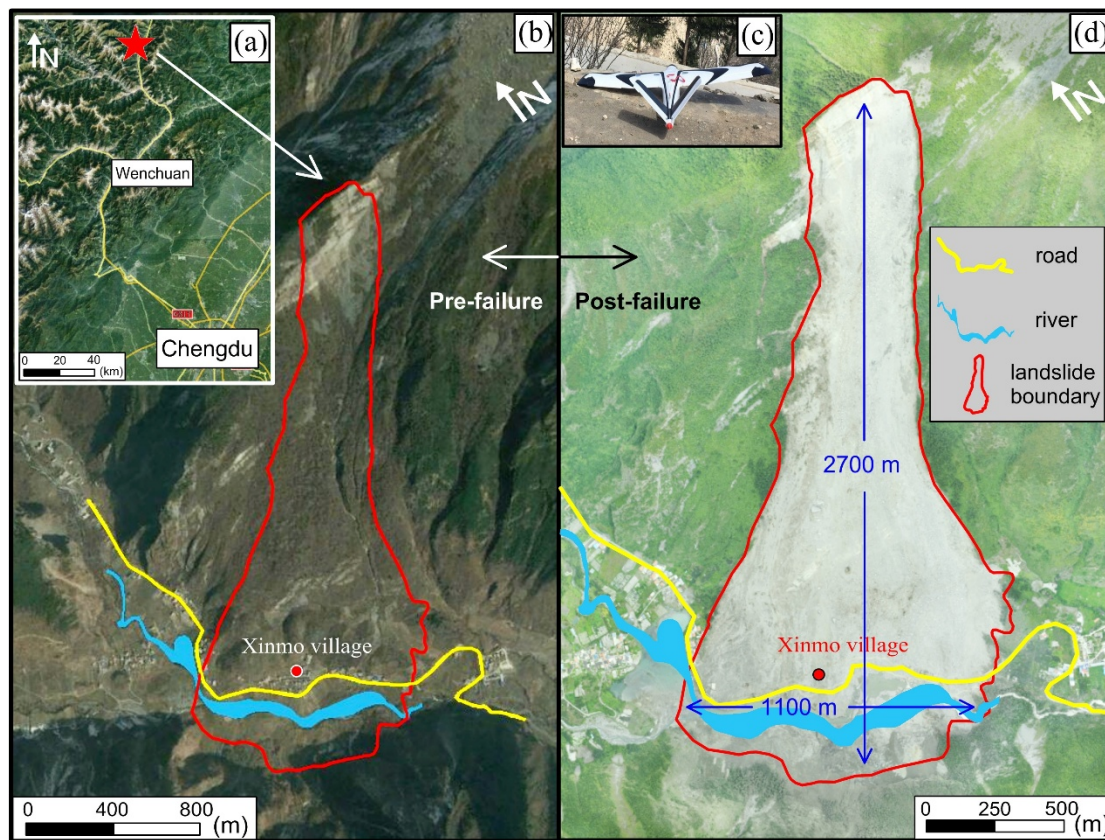 (a)
N
Wenchuan
Chengdu
0 20 40
(km)
(b)
N
Pre-failure
Xinmo village
0 400 800
(m)
(c)
(d)
N
Post-failure
road
river
landslide
boundary
2700 m
Xinmo village
1100 m
0 250 500
(m)